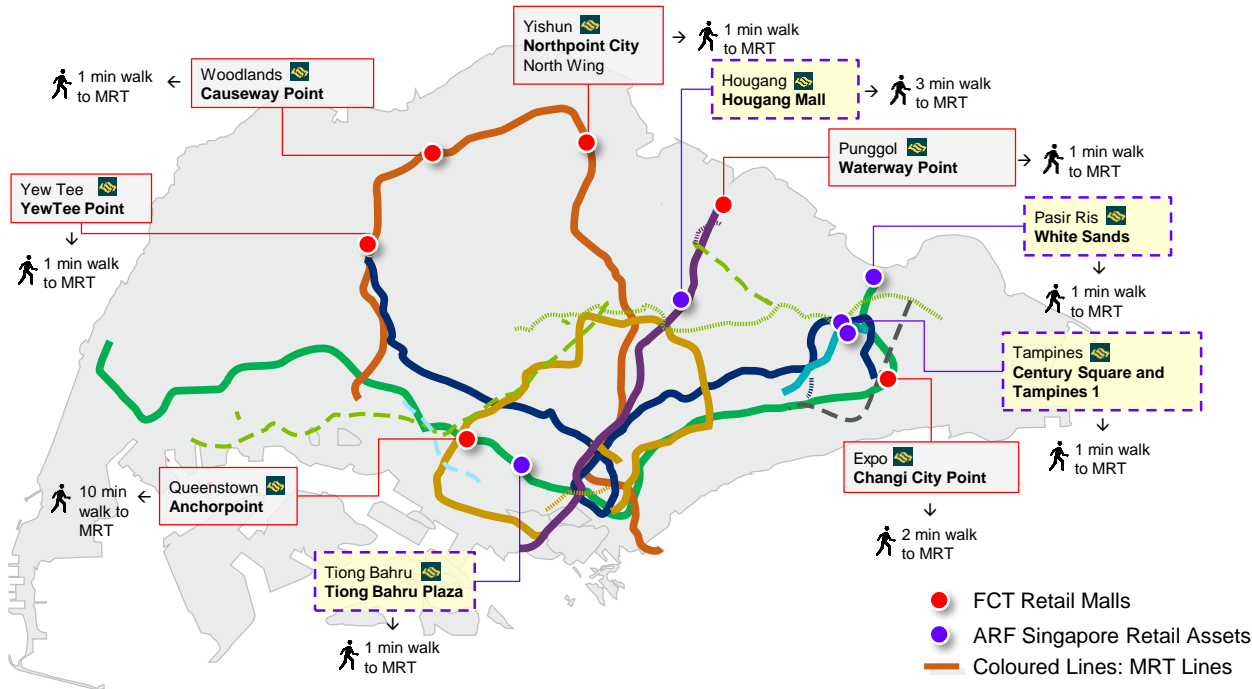 Yishun
Northpoint City
North Wing
1 min walk
to MRT
Woodlands
Causeway Point
1 min walk
to MRT
Hougang
Hougang Mall
3 min walk
to MRT
Punggol
Waterway Point
1 min walk
to MRT
Yew Tee
YewTee Point
1 min walk
to MRT
Pasir Ris
White Sands
1 min walk
to MRT
Tampines
Century Square and
Tampines 1
1 min walk
to MRT
Expo
Changi City Point
2 min walk
to MRT
Queenstown
Anchorpoint
10 min
walk to
MRT
Tiong Bahru
Tiong Bahru Plaza
1 min walk
to MRT
FCT Retail Malls
ARF Singapore Retail Assets
Coloured Lines: MRT Lines